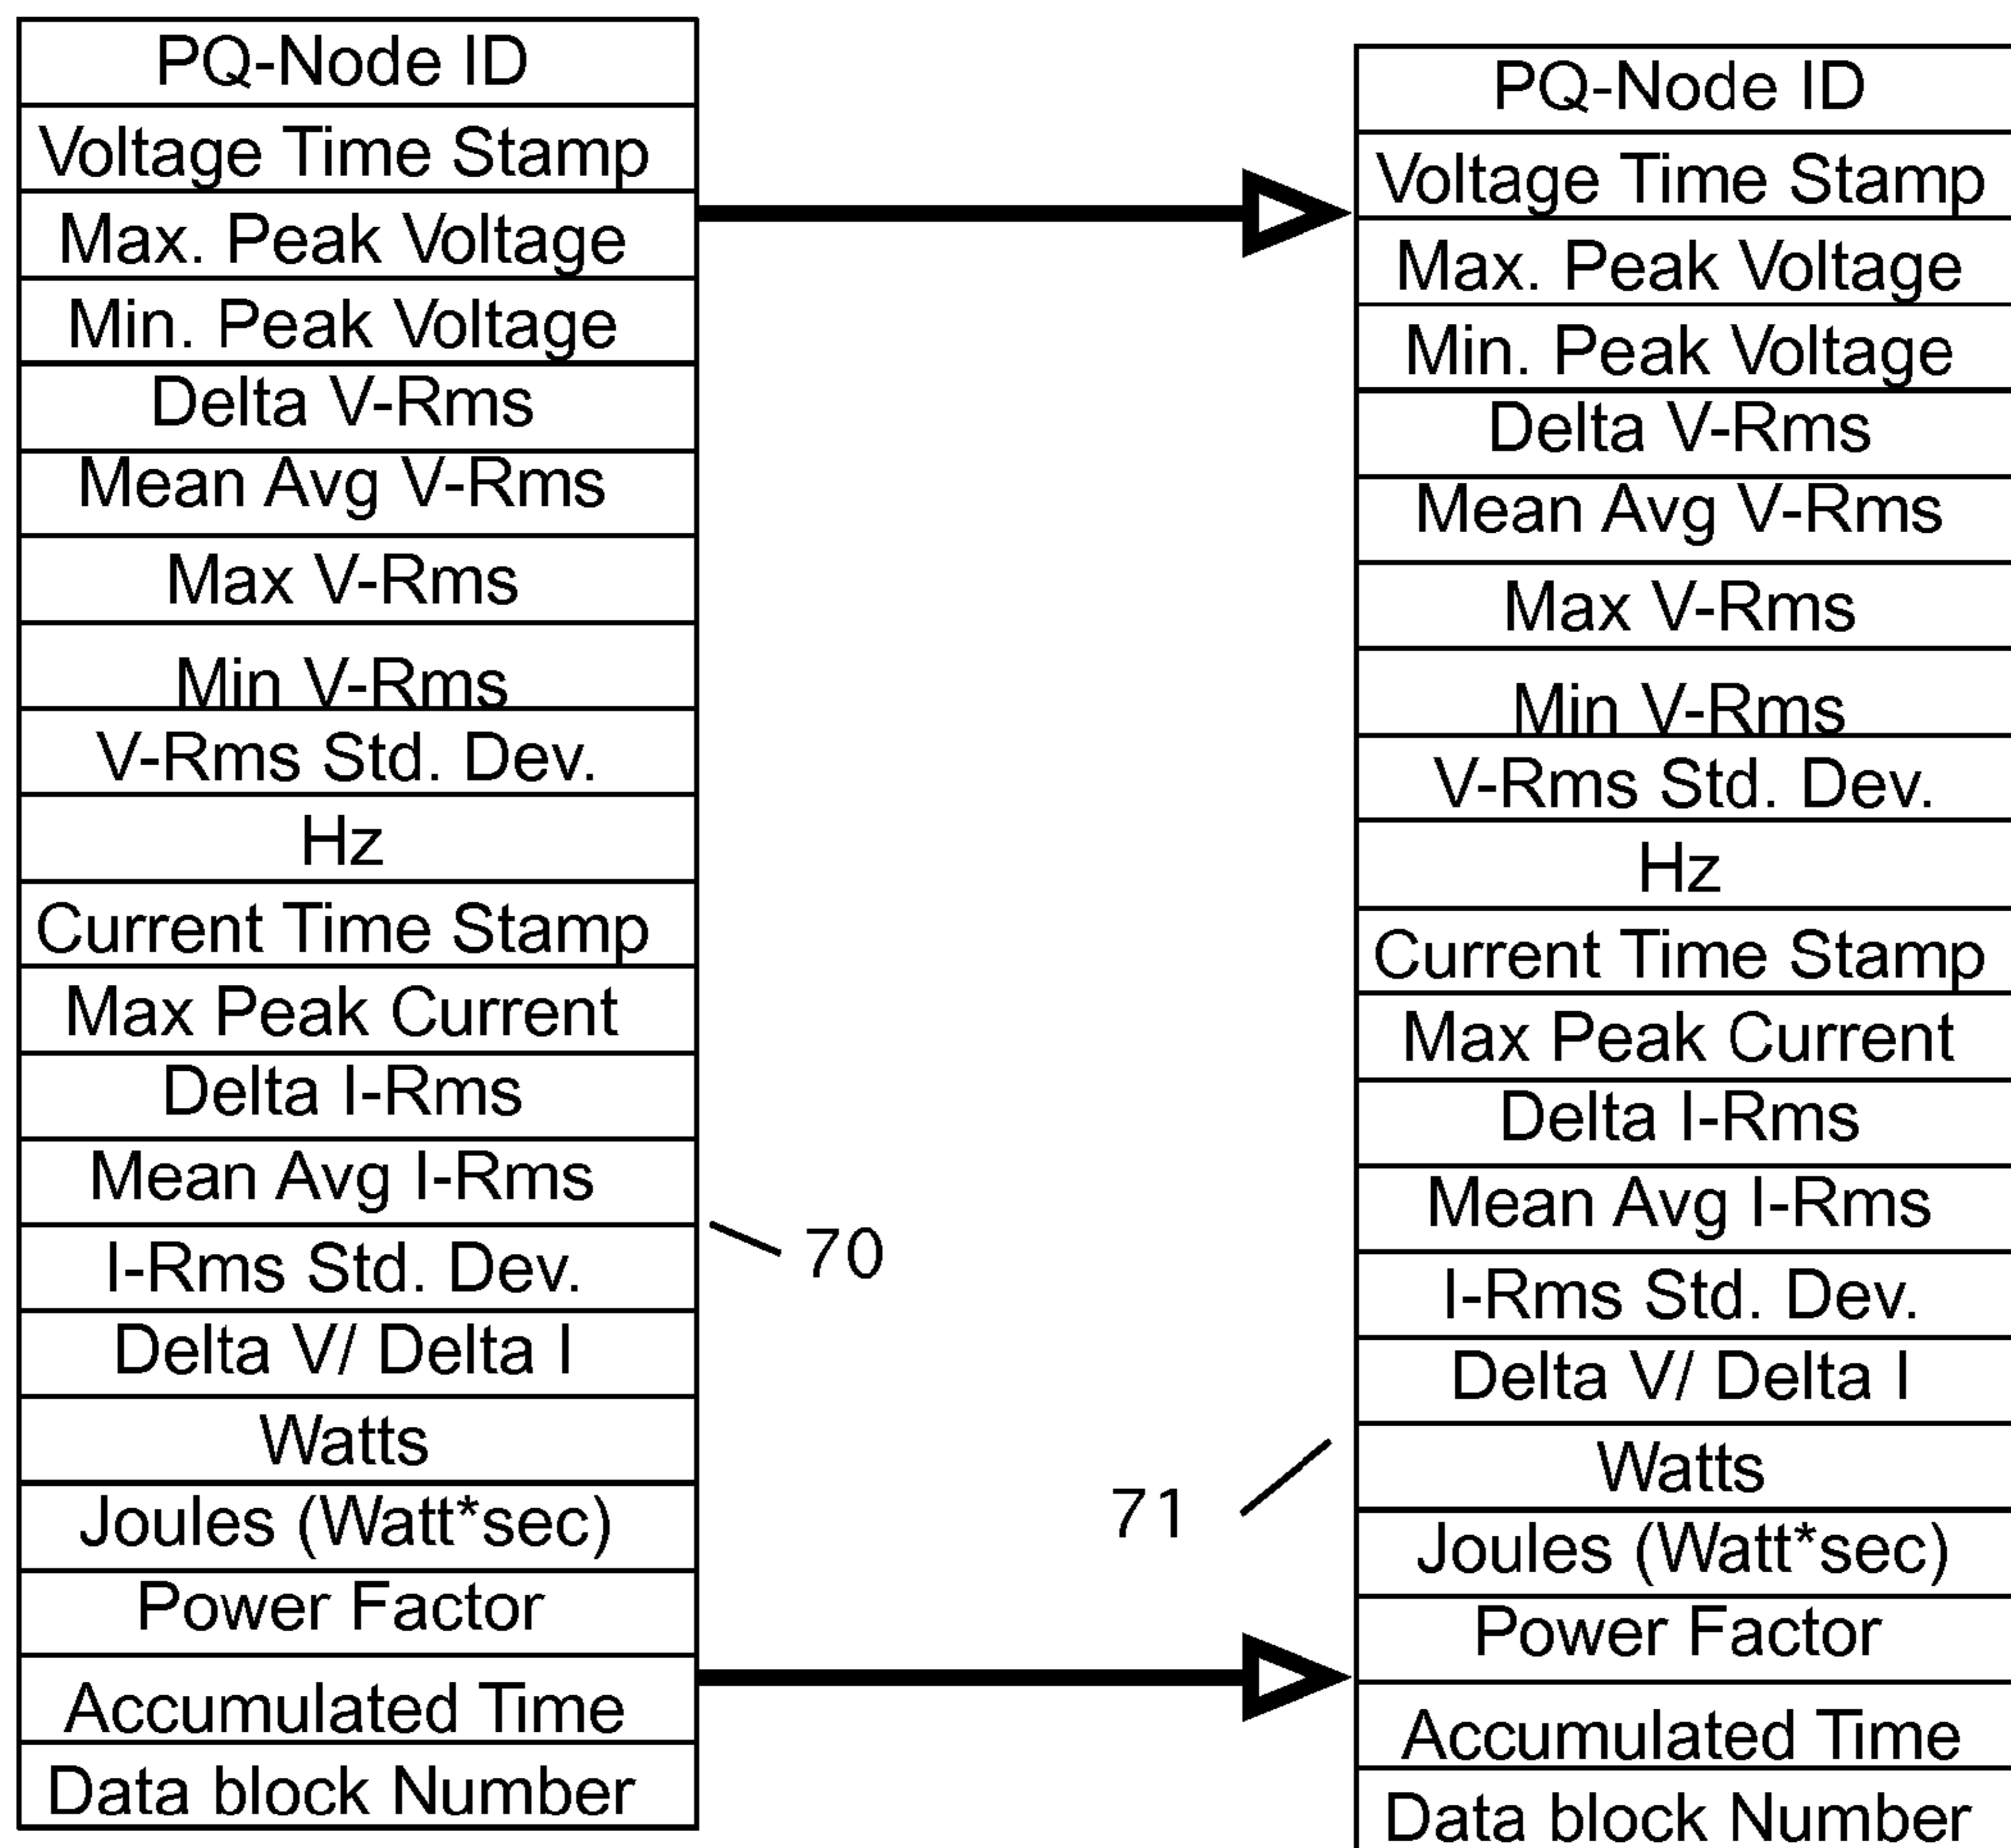 PQ-Node ID
Voltage Time Stamp
Max. Peak Voltage
Min. Peak Voltage
Delta V-Rms
Mean Avg V-Rms
Max V-Rms
Min V-Rms
V-Rms Std. Dev.
Hz
Current Time Stamp
Max Peak Current
Delta I-Rms
Mean Avg I-Rms
I-Rms Std. Dev.
Delta V/ Delta I
Watts
Joules (Watt*sec)
Power Factor
Accumulated Time
Data block Number
70
71
PQ-Node ID
Voltage Time Stamp
Max. Peak Voltage
Min. Peak Voltage
Delta V-Rms
Mean Avg V-Rms
Max V-Rms
Min V-Rms
V-Rms Std. Dev.
Hz
Current Time Stamp
Max Peak Current
Delta I-Rms
Mean Avg I-Rms
I-Rms Std. Dev.
Delta V/ Delta I
Watts
Joules (Watt*sec)
Power Factor
Accumulated Time
Data block Number